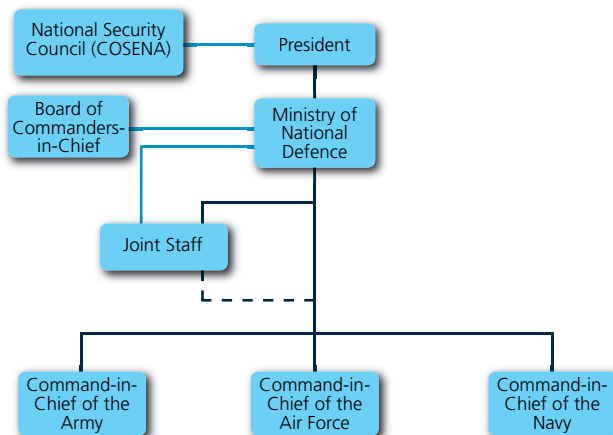 National Security
Council (COSENA)
President
Board of
Commanders-
in-Chief
Ministry of
National
Defence
Joint Staff
Command-in-
Chief of the
Army
Command-in-
Chief of the
Air Force
Command-in-
Chief of the
Navy